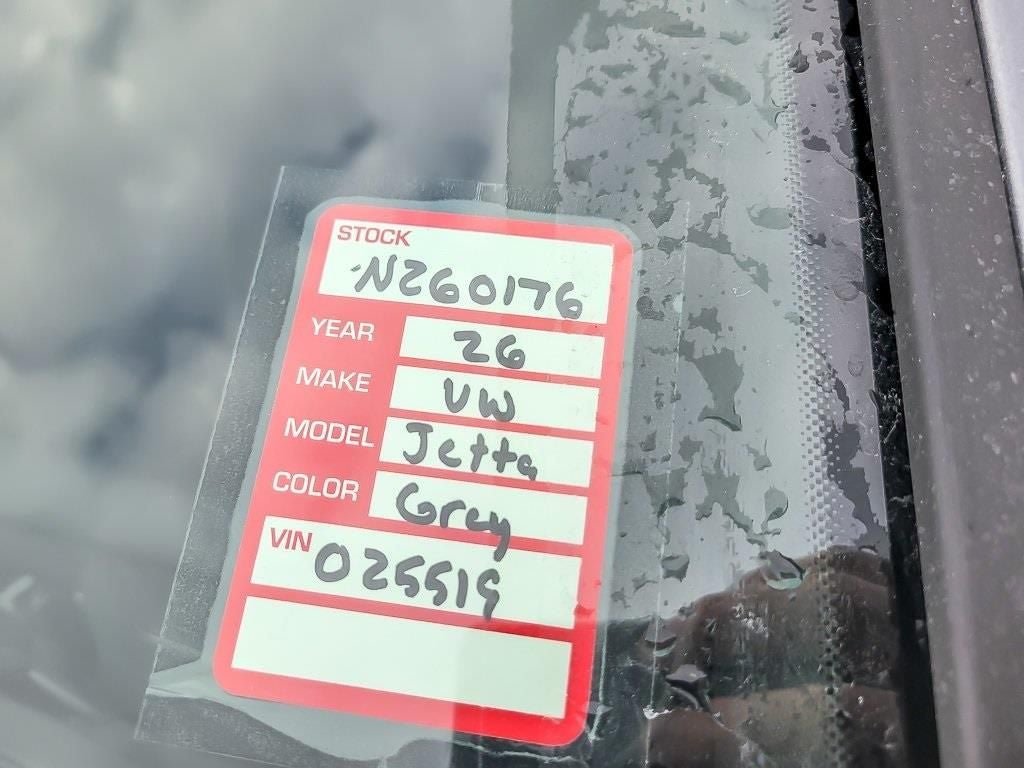 STOCK
N260176
YEAR 26
MAKE VW
MODEL Jetta
COLOR Grey
VIN 025519